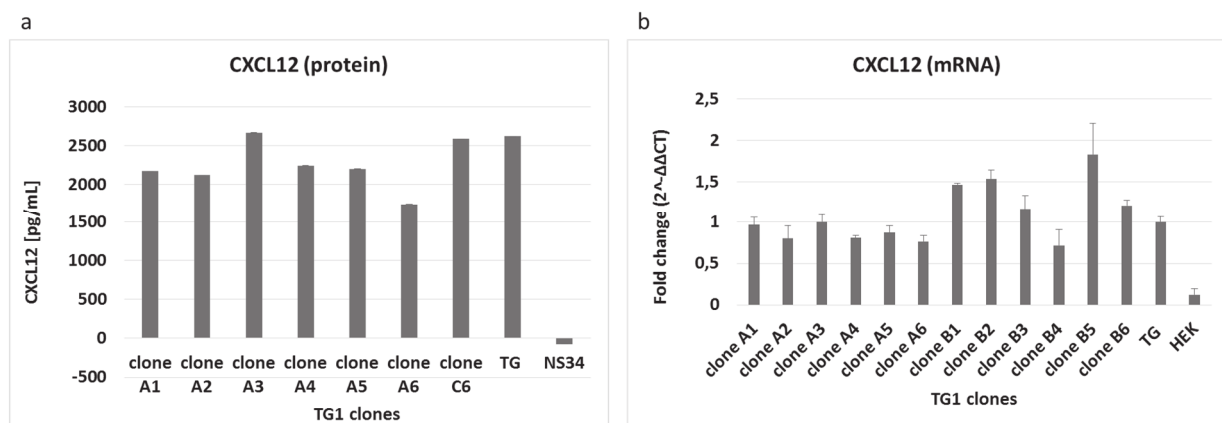 a
CXCL12 (protein)
CXCL12 [pg/mL]
3000
2500
2000
1500
1000
500
0
-500
clone A1
clone A2
clone A3
clone A4
clone A5
clone A6
clone C6
TG
NS34
TG1 clones
b
CXCL12 (mRNA)
Fold change (2^-ΔΔCT)
2,5
2
1,5
1
0,5
0
clone A1
clone A2
clone A3
clone A4
clone A5
clone A6
clone B1
clone B2
clone B3
clone B4
clone B5
clone B6
TG
HEK
TG1 clones